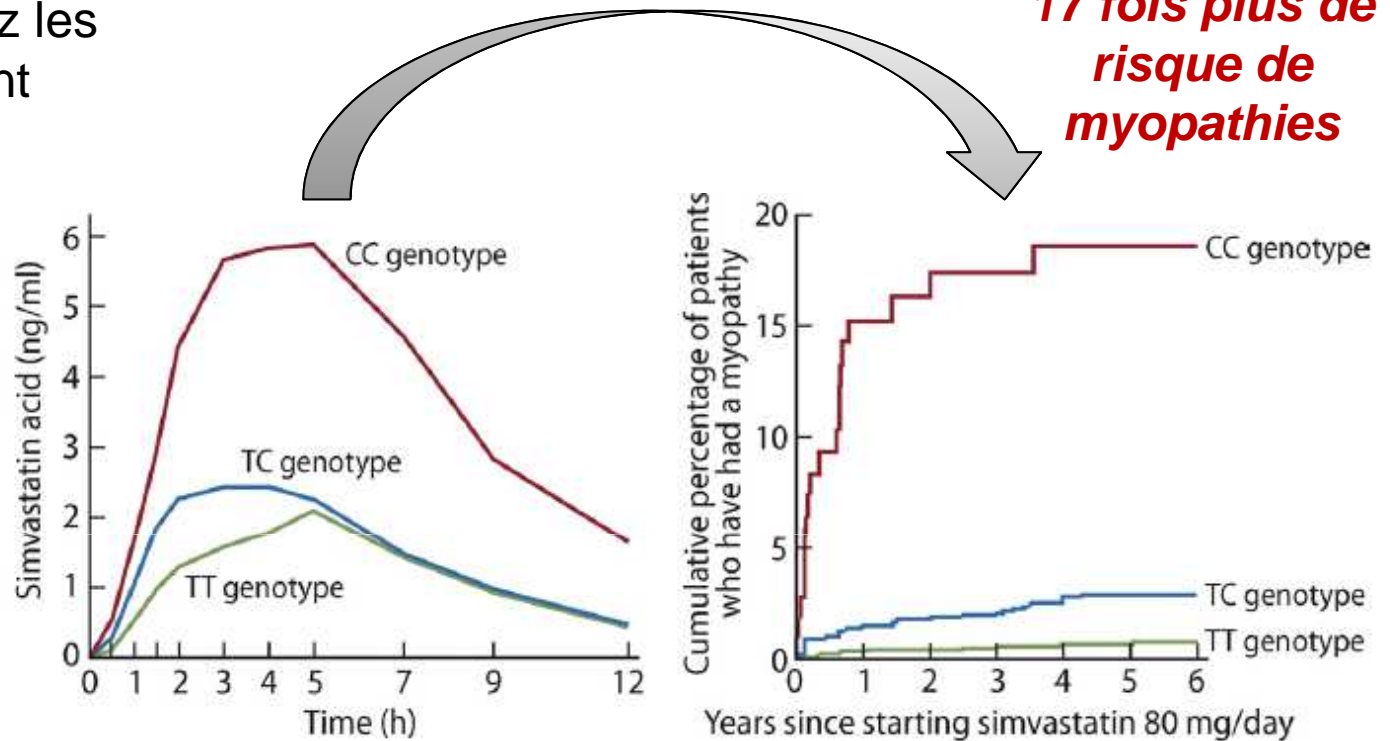 z les
nt
17 fois plus de
risque de
myopathies
Simvastatin acid (ng/ml)
6
5
4
3
2
1
0
CC genotype
TC genotype
TT genotype
0 1 2 3 4 5 7 9 12
Time (h)
Cumulative percentage of patients
who have had a myopathy
20
15
10
5
0
CC genotype
TC genotype
TT genotype
0 1 2 3 4 5 6
Years since starting simvastatin 80 mg/day